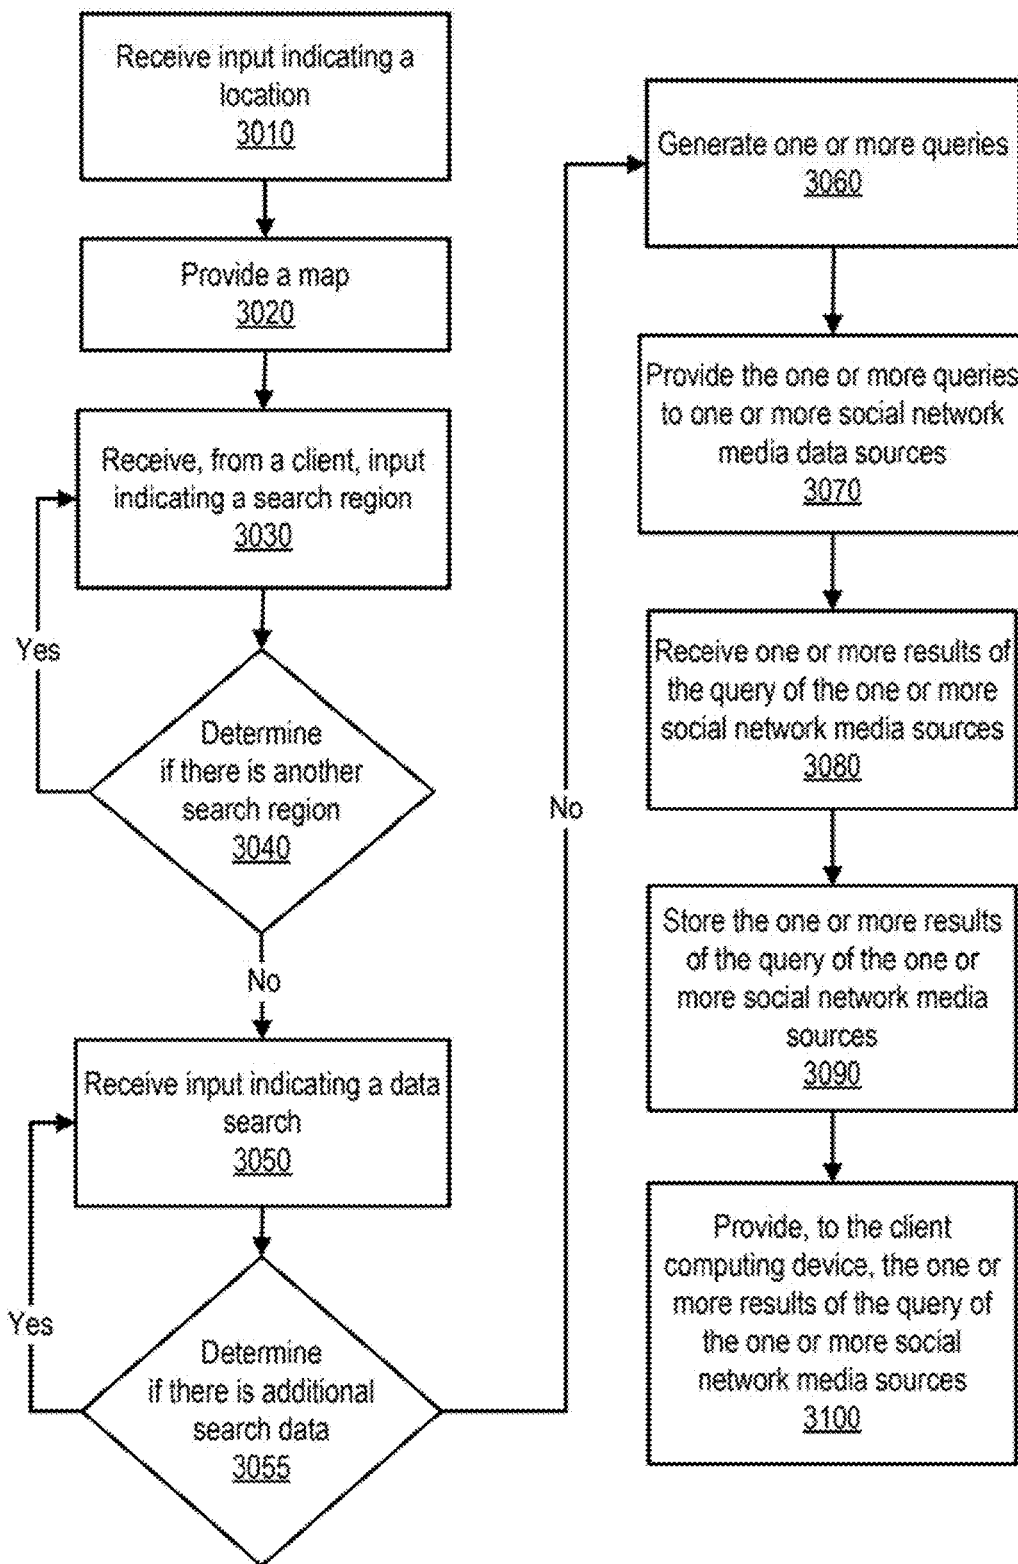 Receive input indicating a
location
3010
Provide a map
3020
Receive, from a client, input
indicating a search region
3030
Yes
Determine
if there is another
search region
3040
No
Receive input indicating a data
search
3050
Yes
Determine
if there is additional
search data
3055
No
Generate one or more queries
3060
Provide the one or more queries
to one or more social network
media data sources
3070
Receive one or more results of
the query of the one or more
social network media sources
3080
Store the one or more results
of the query of the one or
more social network media
sources
3090
Provide, to the client
computing device, the one or
more results of the query of
the one or more social
network media sources
3100